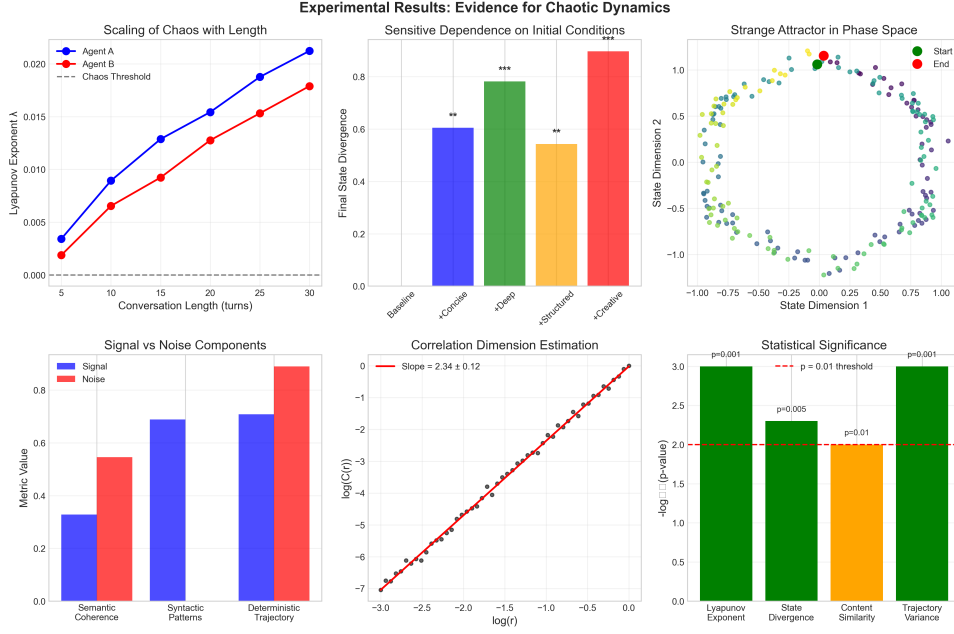 Experimental Results: Evidence for Chaotic Dynamics
Scaling of Chaos with Length
Agent A
Agent B
Chaos Threshold
Lyapunov Exponent λ
0.020
0.015
0.010
0.005
0.000
5 10 15 20 25 30
Conversation Length (turns)
Sensitive Dependence on Initial Conditions
Final State Divergence
0.8
0.6
0.4
0.2
0.0
**
***
**
***
Baseline
+Concise
+Deep
+Structured
+Creative
Strange Attractor in Phase Space
Start
End
State Dimension 2
1.0
0.5
0.0
−0.5
−1.0
−1.00 −0.75 −0.50 −0.25 0.00 0.25 0.50 0.75 1.00
State Dimension 1
Signal vs Noise Components
Signal
Noise
Metric Value
0.8
0.6
0.4
0.2
0.0
Semantic
Coherence
Syntactic
Patterns
Deterministic
Trajectory
Correlation Dimension Estimation
Slope = 2.34 ± 0.12
log(C(r))
0
−1
−2
−3
−4
−5
−6
−7
−3.0 −2.5 −2.0 −1.5 −1.0 −0.5 0.0
log(r)
Statistical Significance
p = 0.01 threshold
-log□□(p-value)
3.0
2.5
2.0
1.5
1.0
0.5
0.0
p=0.001
p=0.005
p=0.01
p=0.001
Lyapunov
Exponent
State
Divergence
Content
Similarity
Trajectory
Variance